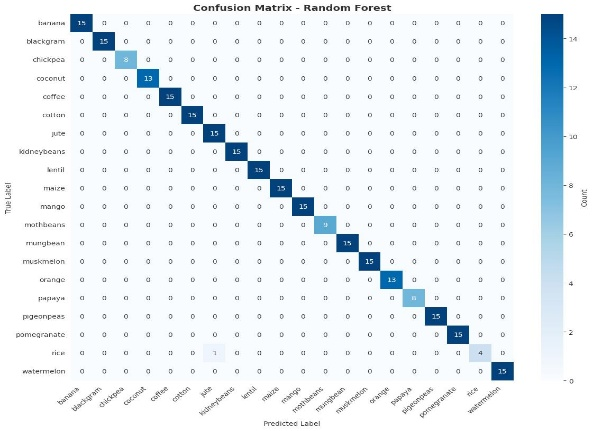 Confusion Matrix - Random Forest
banana 15 0 0 0 0 0 0 0 0 0 0 0 0 0 0 0 0 0 0 0
blackgram 0 15 0 0 0 0 0 0 0 0 0 0 0 0 0 0 0 0 0 0
chickpea 0 0 8 0 0 0 0 0 0 0 0 0 0 0 0 0 0 0 0 0
coconut 0 0 0 13 0 0 0 0 0 0 0 0 0 0 0 0 0 0 0 0
coffee 0 0 0 0 15 0 0 0 0 0 0 0 0 0 0 0 0 0 0 0
cotton 0 0 0 0 0 15 0 0 0 0 0 0 0 0 0 0 0 0 0 0
jute 0 0 0 0 0 0 15 0 0 0 0 0 0 0 0 0 0 0 0 0
kidneybeans 0 0 0 0 0 0 0 15 0 0 0 0 0 0 0 0 0 0 0 0
lentil 0 0 0 0 0 0 0 0 15 0 0 0 0 0 0 0 0 0 0 0
maize 0 0 0 0 0 0 0 0 0 15 0 0 0 0 0 0 0 0 0 0
mango 0 0 0 0 0 0 0 0 0 0 15 0 0 0 0 0 0 0 0 0
mothbeans 0 0 0 0 0 0 0 0 0 0 0 9 0 0 0 0 0 0 0 0
mungbean 0 0 0 0 0 0 0 0 0 0 0 0 15 0 0 0 0 0 0 0
muskmelon 0 0 0 0 0 0 0 0 0 0 0 0 0 15 0 0 0 0 0 0
orange 0 0 0 0 0 0 0 0 0 0 0 0 0 0 13 0 0 0 0 0
papaya 0 0 0 0 0 0 0 0 0 0 0 0 0 0 0 8 0 0 0 0
pigeonpeas 0 0 0 0 0 0 0 0 0 0 0 0 0 0 0 0 15 0 0 0
pomegranate 0 0 0 0 0 0 0 0 0 0 0 0 0 0 0 0 0 15 0 0
rice 0 0 0 0 0 0 1 0 0 0 0 0 0 0 0 0 0 0 4 0
watermelon 0 0 0 0 0 0 0 0 0 0 0 0 0 0 0 0 0 0 0 15
True Label
banana blackgram chickpea coconut coffee cotton jute kidneybeans lentil maize mango mothbeans mungbean muskmelon orange papaya pigeonpeas pomegranate rice watermelon
Predicted Label
14
12
10
8
6
4
2
0
Count